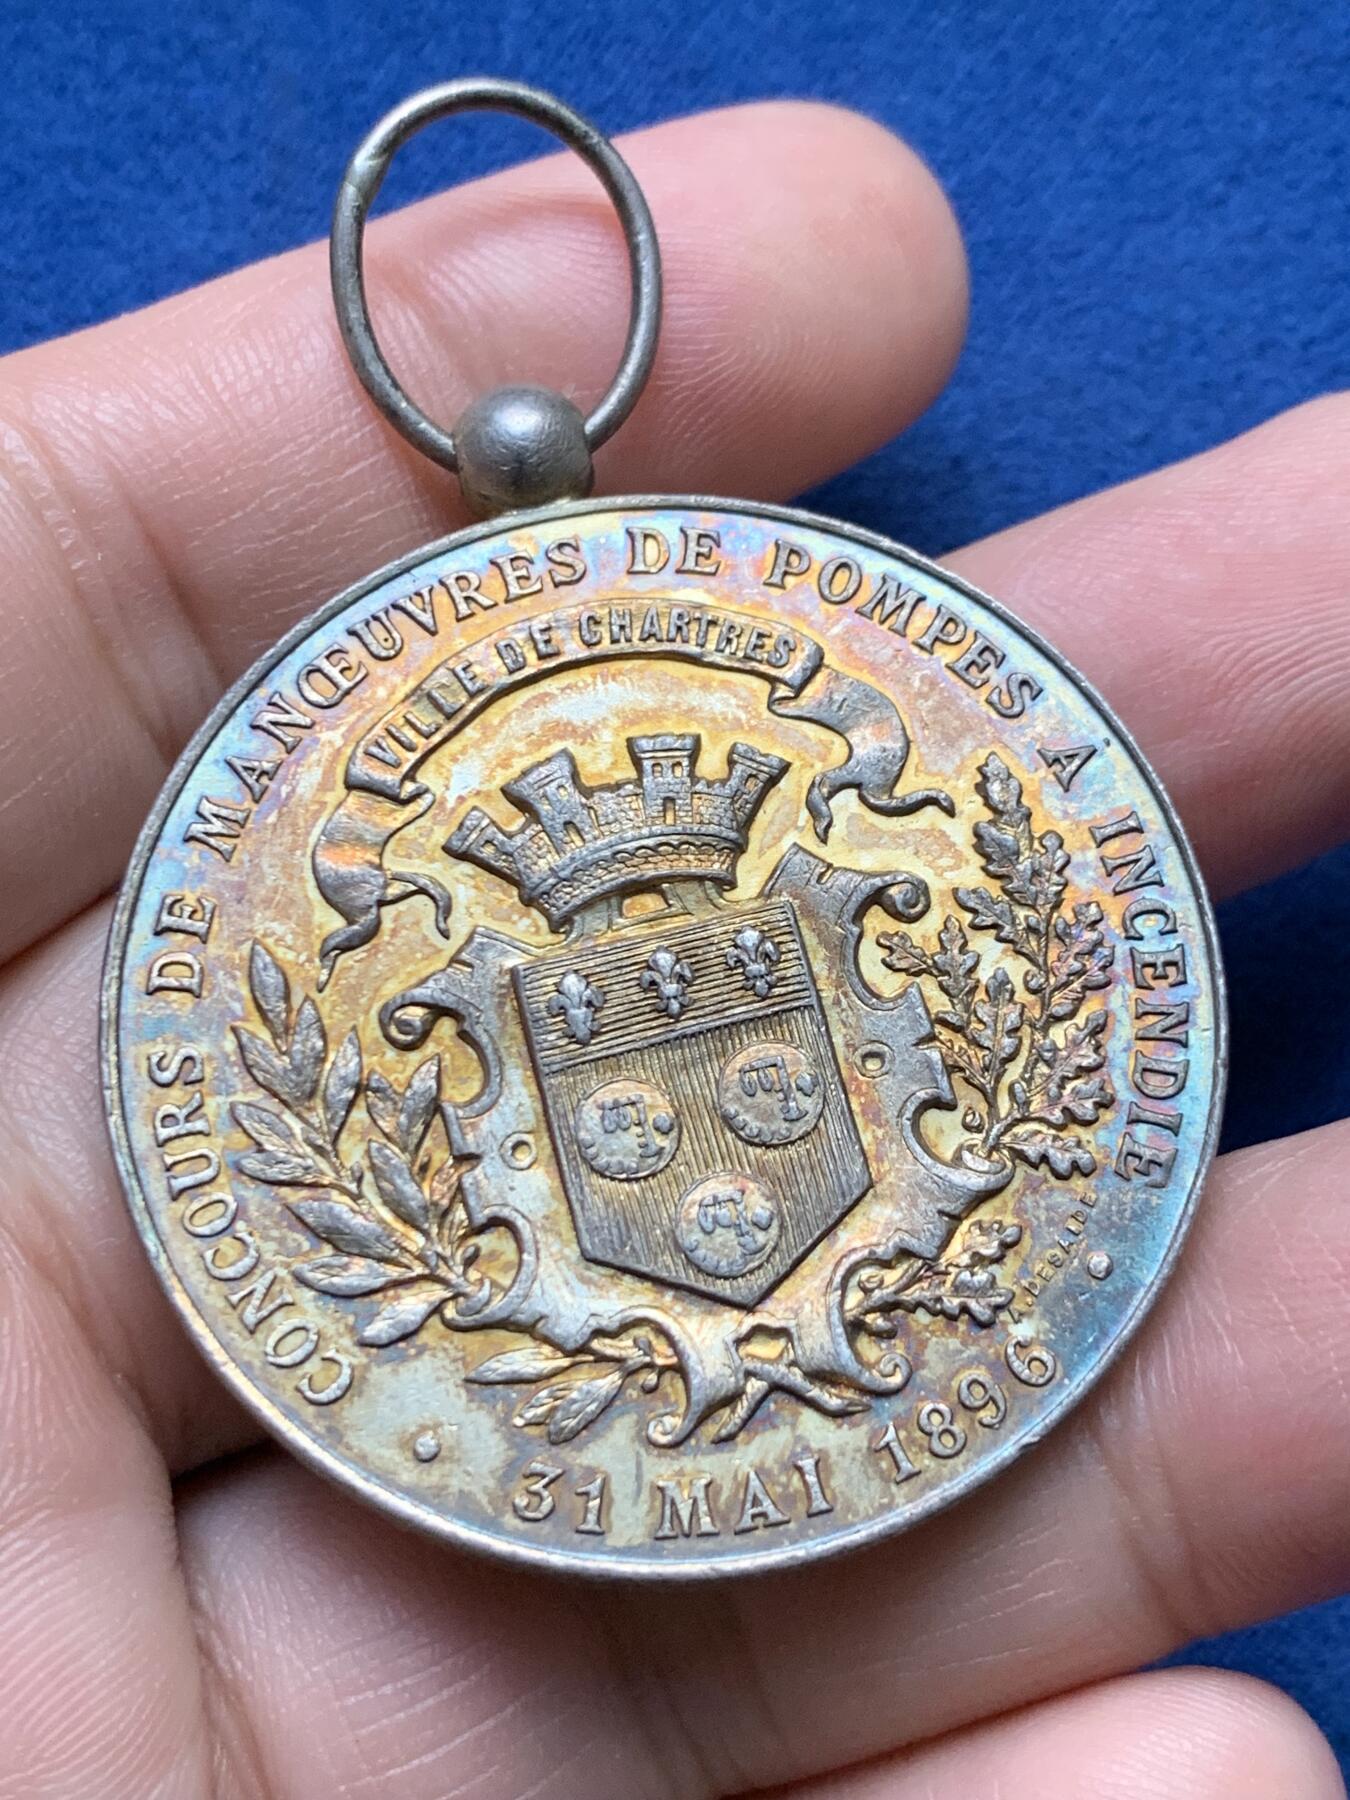 CONCOURS DE MANŒUVRES DE POMPES A INCENDIE
VILLE DE CHARTRES
A. DESAIDE
31 MAI 1896